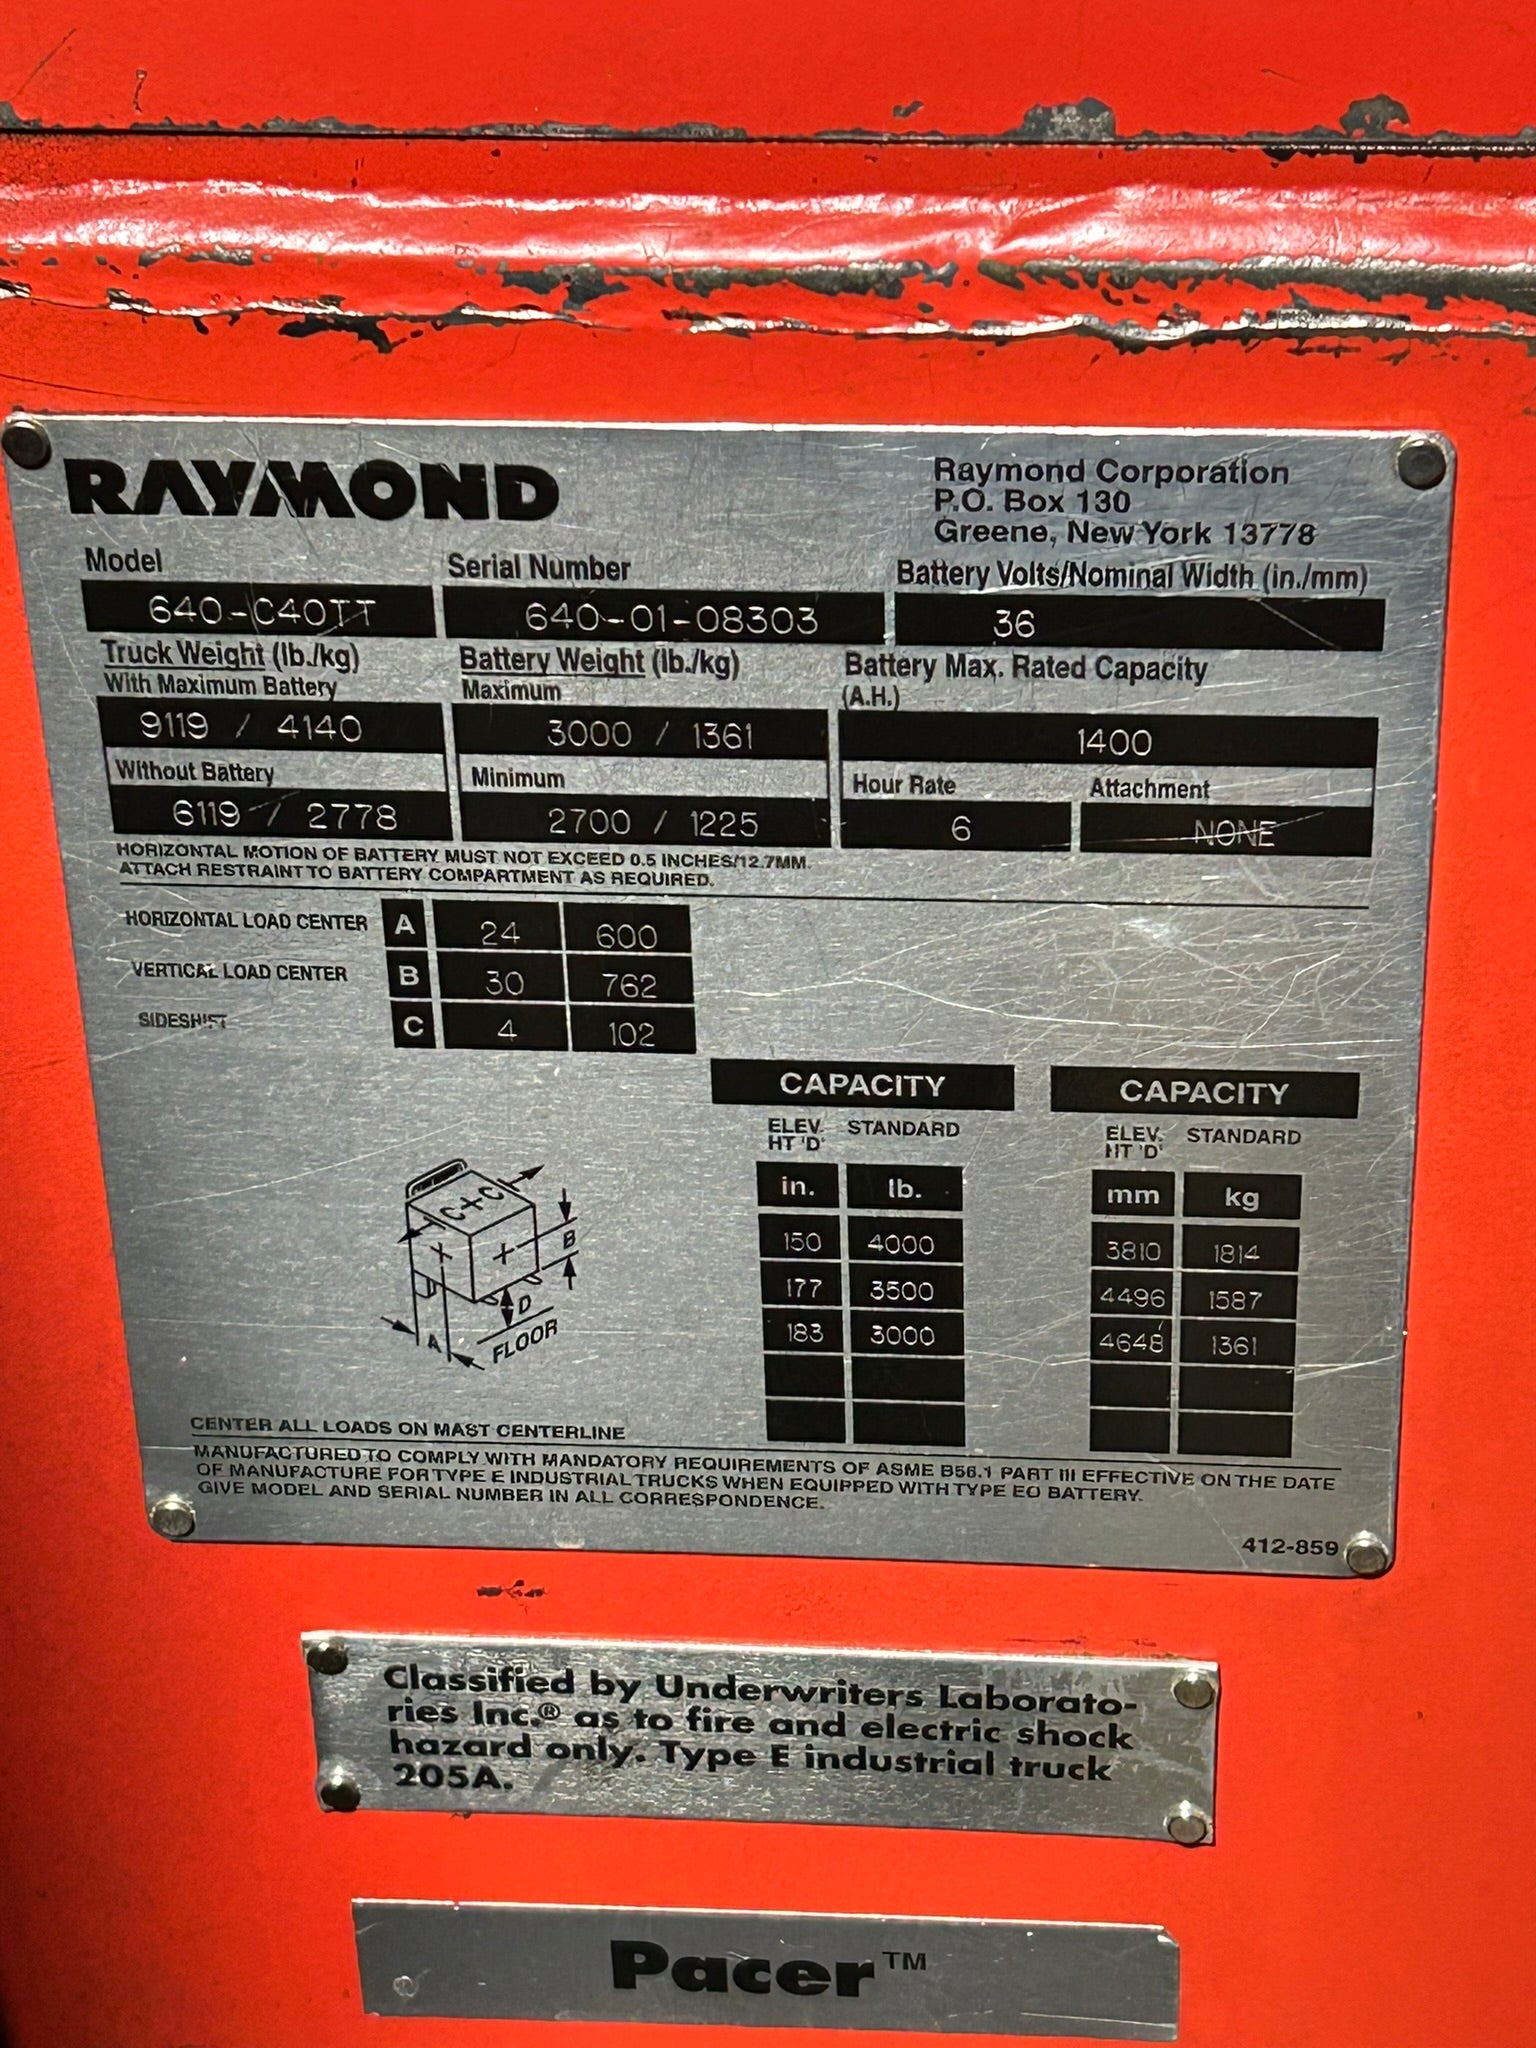 RAYMOND
Raymond Corporation
P.O. Box 130
Greene, New York 13778
Model
Serial Number
Battery Volts/Nominal Width (in./mm)
640-C40TT
640-01-08303
36
Truck Weight (lb./kg)
Battery Weight (lb./kg)
Battery Max. Rated Capacity
With Maximum Battery
Maximum
(A.H.)
9119 / 4140
3000 / 1361
1400
Without Battery
Minimum
Hour Rate
Attachment
6119 / 2778
2700 / 1225
6
NONE
HORIZONTAL MOTION OF BATTERY MUST NOT EXCEED 0.5 INCHES/12.7MM.
ATTACH RESTRAINT TO BATTERY COMPARTMENT AS REQUIRED.
HORIZONTAL LOAD CENTER A 24 600
VERTICAL LOAD CENTER B 30 762
SIDESHIFT C 4 102
CAPACITY
CAPACITY
ELEV. STANDARD
HT 'D'
ELEV. STANDARD
HT 'D'
in. lb. mm kg
150 4000 3810 1814
177 3500 4496 1587
183 3000 4648 1361
C C
B
D
A
FLOOR
CENTER ALL LOADS ON MAST CENTERLINE
MANUFACTURED TO COMPLY WITH MANDATORY REQUIREMENTS OF ASME B56.1 PART III EFFECTIVE ON THE DATE
OF MANUFACTURE FOR TYPE E INDUSTRIAL TRUCKS WHEN EQUIPPED WITH TYPE EO BATTERY.
GIVE MODEL AND SERIAL NUMBER IN ALL CORRESPONDENCE.
412-859
Classified by Underwriters Laborato-
ries Inc.® as to fire and electric shock
hazard only. Type E industrial truck
205A.
Pacer™